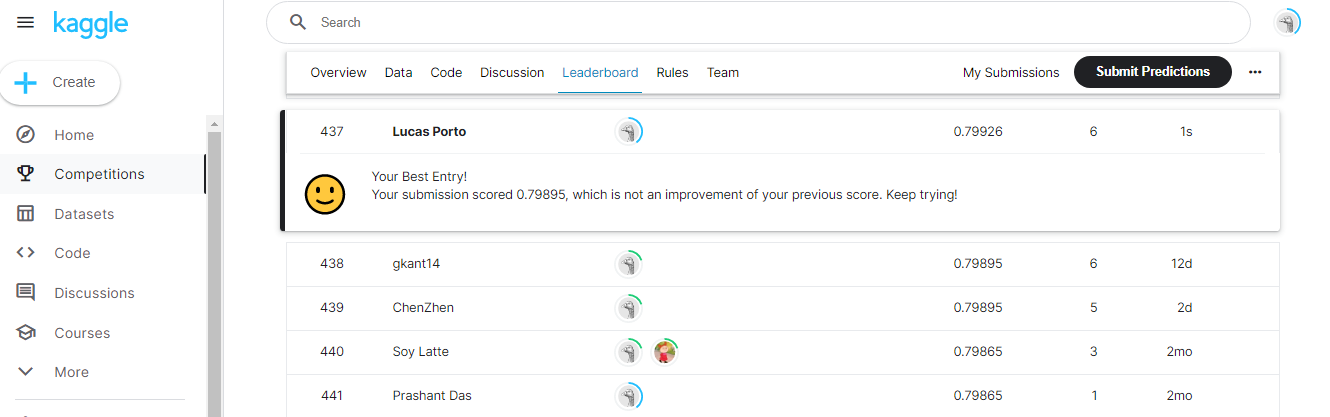 kaggle
Search
Create
Overview Data Code Discussion Leaderboard Rules Team My Submissions Submit Predictions
Home
Competitions
Datasets
Code
Discussions
Courses
More
437 Lucas Porto 0.79926 6 1s
Your Best Entry!
Your submission scored 0.79895, which is not an improvement of your previous score. Keep trying!
438 gkant14 0.79895 6 12d
439 ChenZhen 0.79895 5 2d
440 Soy Latte 0.79865 3 2mo
441 Prashant Das 0.79865 1 2mo